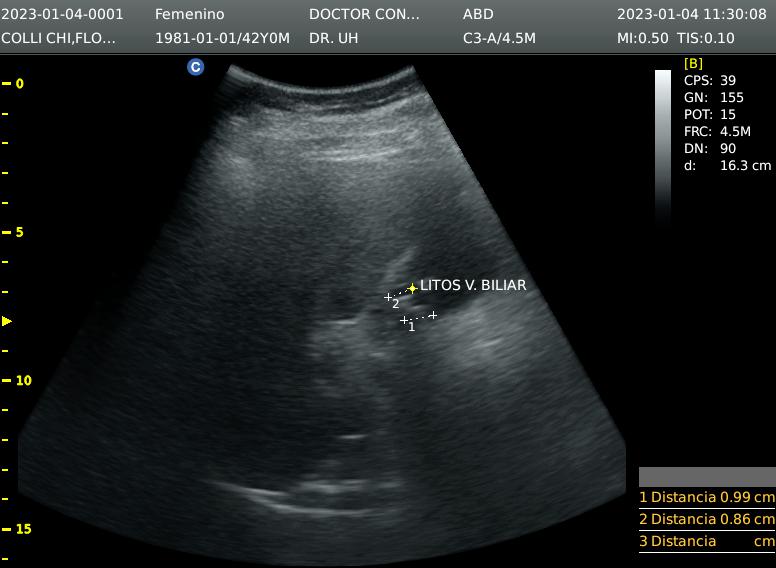 2023-01-04-0001 Femenino DOCTOR CON... ABD 2023-01-04 11:30:08
COLLI CHI,FLO... 1981-01-01/42Y0M DR. UH C3-A/4.5M MI:0.50 TIS:0.10
C
[B]
CPS: 39
GN: 155
POT: 15
FRC: 4.5M
DN: 90
d: 16.3 cm
0
5
10
15
LITOS V. BILIAR
2
1
1 Distancia 0.99 cm
2 Distancia 0.86 cm
3 Distancia cm